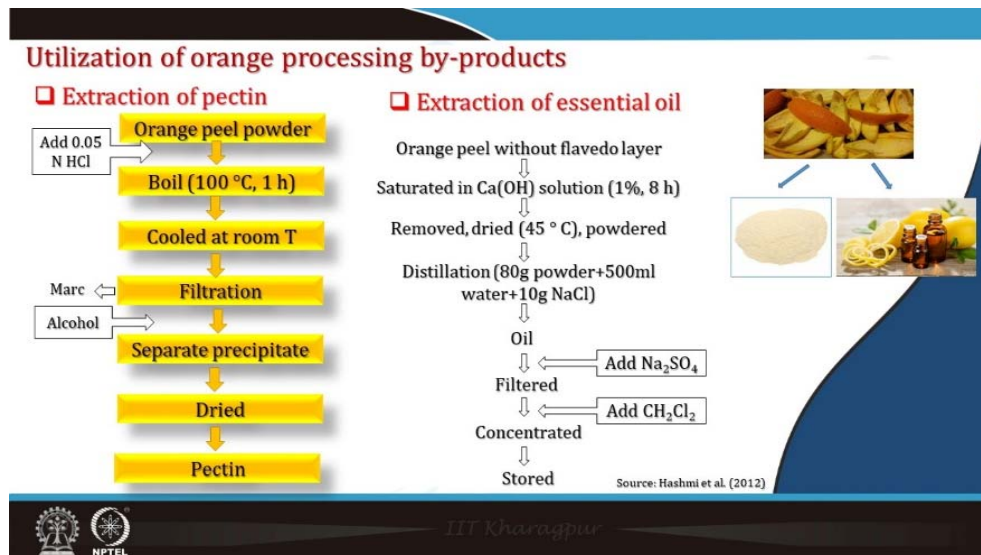 Utilization of orange processing by-products
❑ Extraction of pectin
Orange peel powder
Add 0.05
N HCl
Boil (100 °C, 1 h)
Cooled at room T
Filtration
Marc
Alcohol
Separate precipitate
Dried
Pectin
❑ Extraction of essential oil
Orange peel without flavedo layer
Saturated in Ca(OH) solution (1%, 8 h)
Removed, dried (45 ° C), powdered
Distillation (80g powder+500ml
water+10g NaCl)
Oil
Add Na₂SO₄
Filtered
Add CH₂Cl₂
Concentrated
Stored
Source: Hashmi et al. (2012)
IIT Kharagpur
NPTEL